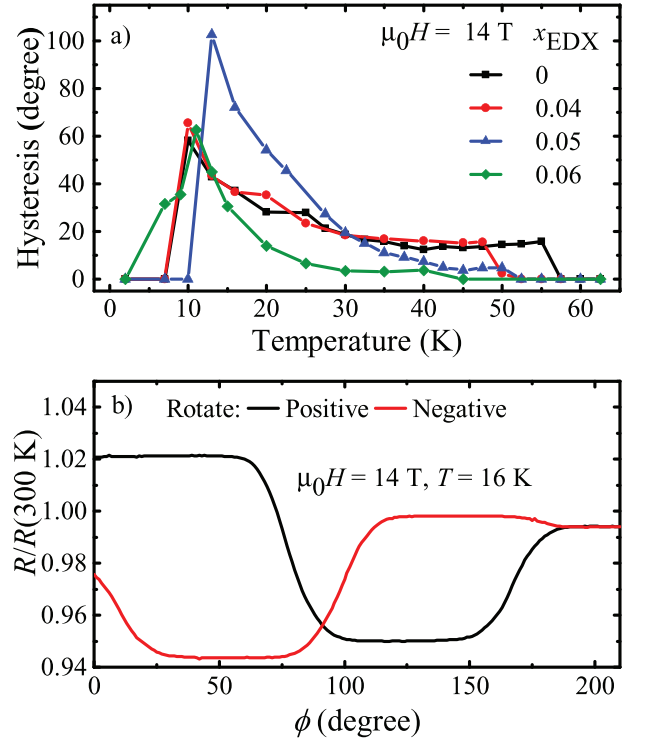 a)
μ0H = 14 T xEDX
0
0.04
0.05
0.06
Hysteresis (degree)
100
80
60
40
20
0
0 10 20 30 40 50 60
Temperature (K)
b)
Rotate: Positive Negative
μ0H = 14 T, T = 16 K
R/R(300 K)
1.04
1.02
1.00
0.98
0.96
0.94
0 50 100 150 200
ϕ (degree)